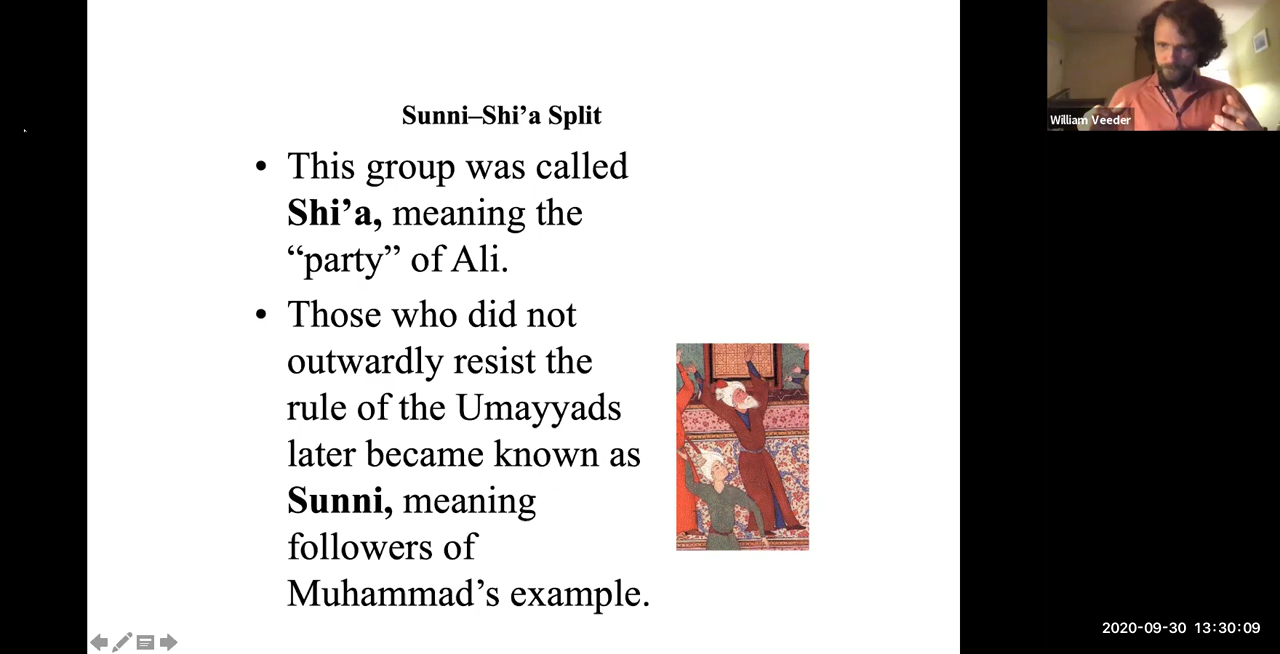 Sunni–Shi’a Split
• This group was called
Shi’a, meaning the
“party” of Ali.
• Those who did not
outwardly resist the
rule of the Umayyads
later became known as
Sunni, meaning
followers of
Muhammad’s example.
William Veeder
2020-09-30 13:30:09